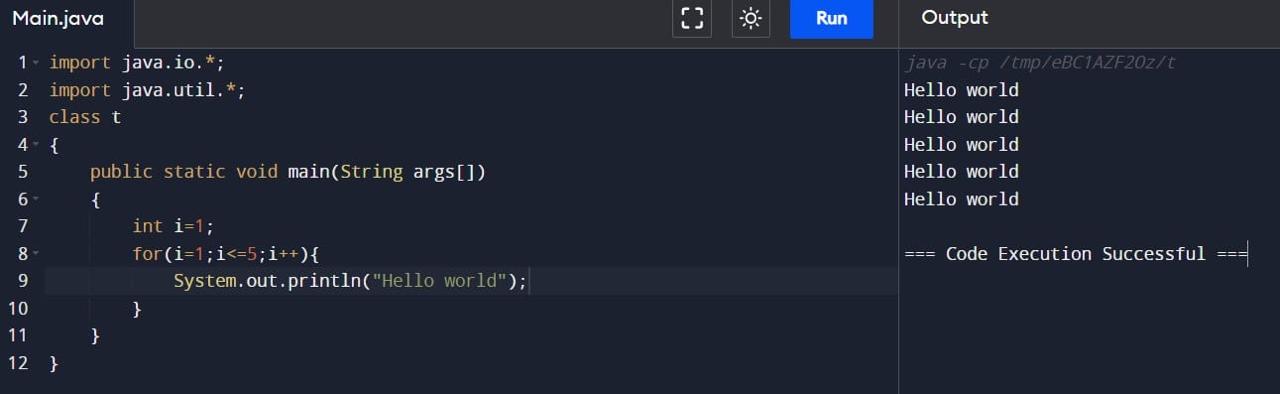 Main.java
Run
Output
1 import java.io.*;
2 import java.util.*;
3 class t
4 {
5     public static void main(String args[])
6     {
7         int i=1;
8         for(i=1;i<=5;i++){
9             System.out.println("Hello world");
10         }
11     }
12 }
java -cp /tmp/eBC1AZF2Oz/t
Hello world
Hello world
Hello world
Hello world
Hello world
=== Code Execution Successful ===